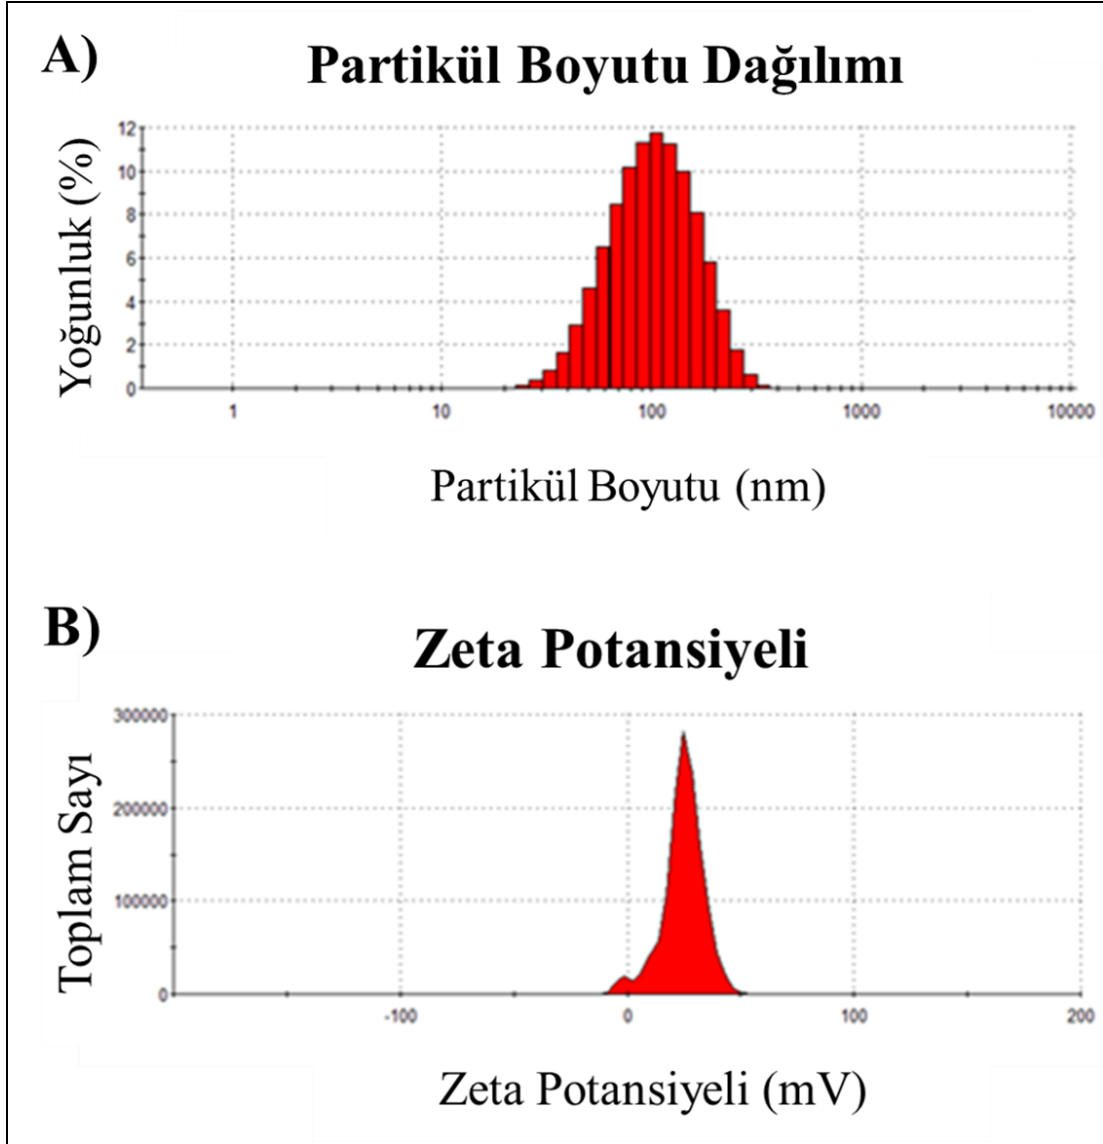 A)
Partikül Boyutu Dağılımı
Yoğunluk (%)
12
10
8
6
4
2
0
1 10 100 1000 10000
Partikül Boyutu (nm)
B)
Zeta Potansiyeli
Toplam Sayı
300000
200000
100000
0
-100 0 100 200
Zeta Potansiyeli (mV)